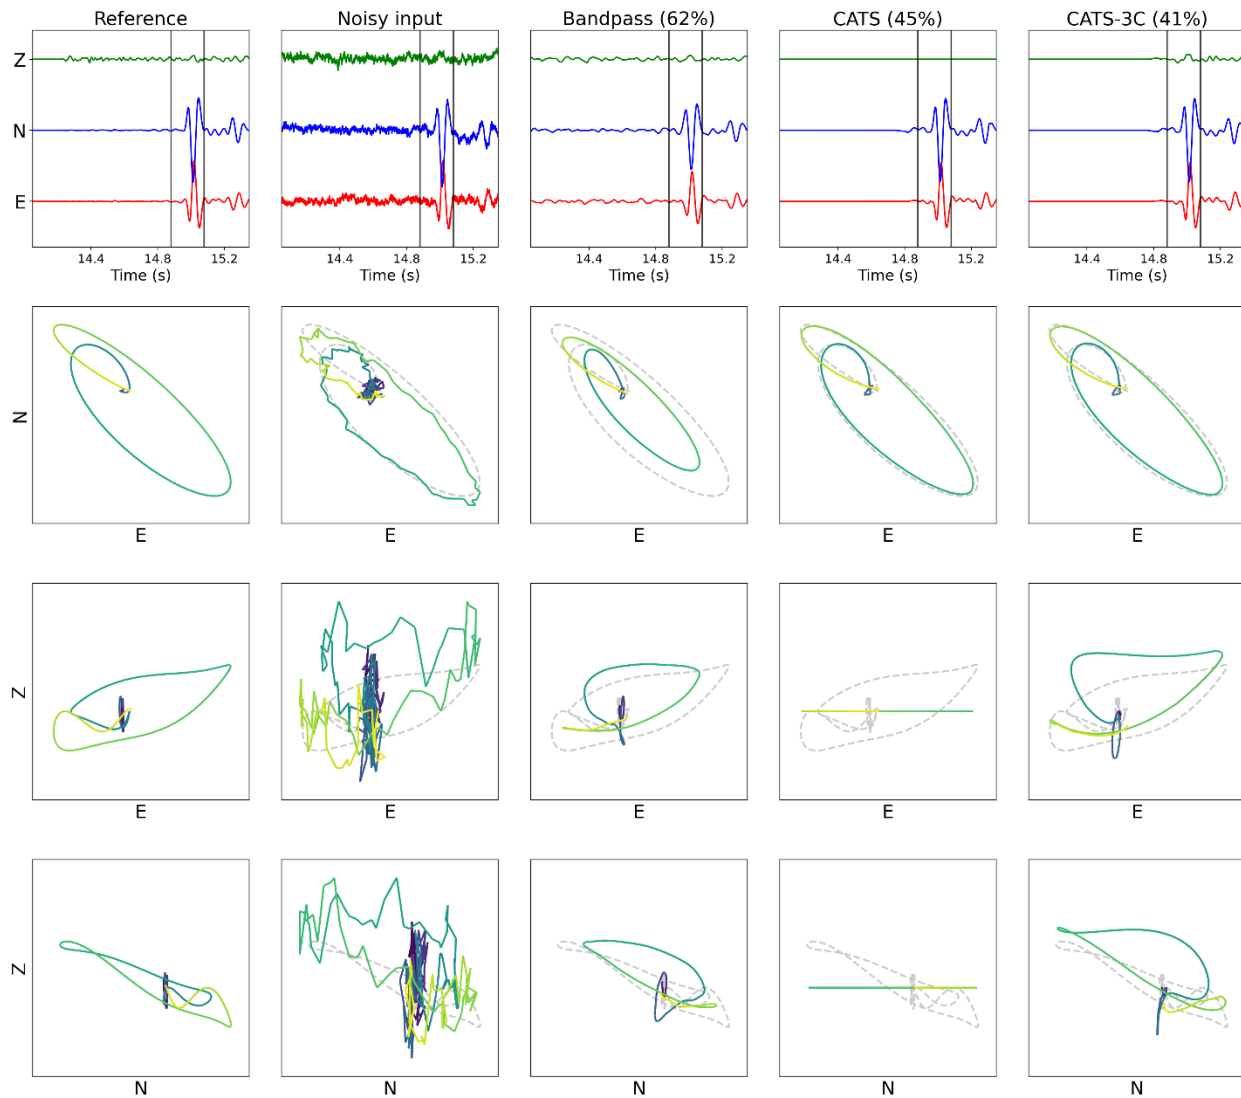 Reference Noisy input Bandpass (62%) CATS (45%) CATS-3C (41%)
Z
N
E
14.4 14.8 15.2 14.4 14.8 15.2 14.4 14.8 15.2 14.4 14.8 15.2 14.4 14.8 15.2
Time (s) Time (s) Time (s) Time (s) Time (s)
N
E E E E E
Z
E E E E E
Z
N N N N N